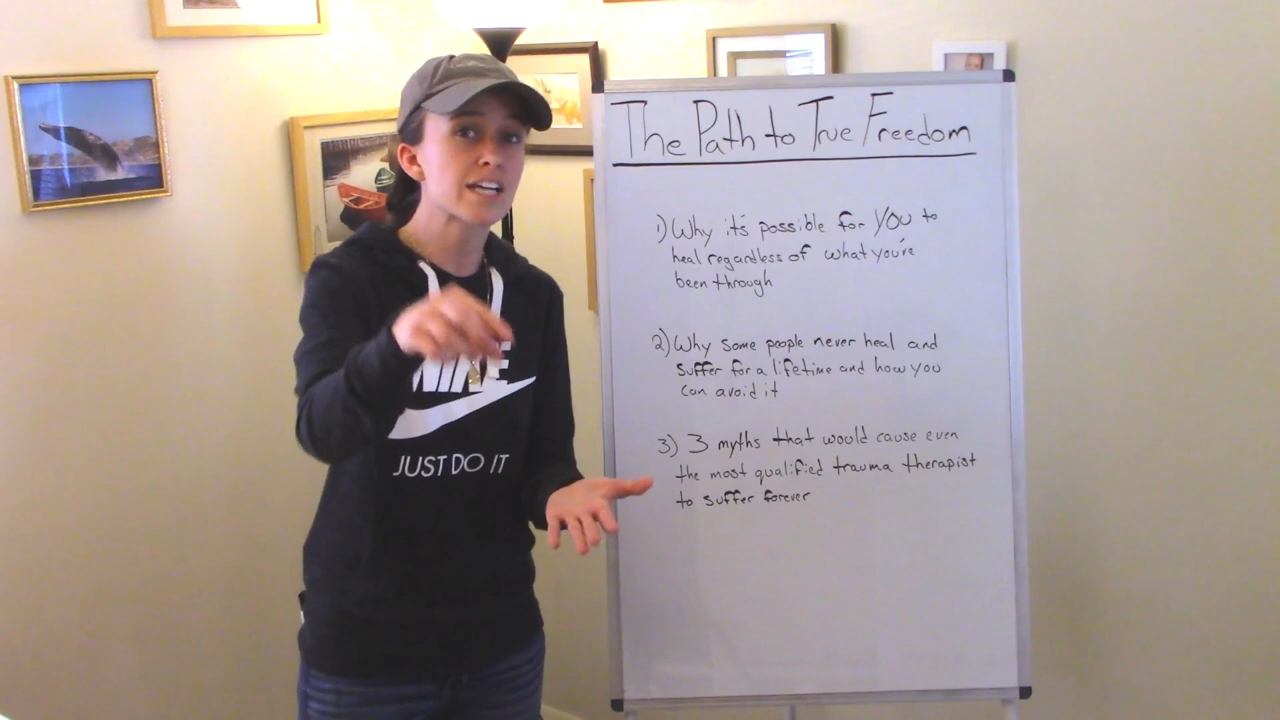 The Path to True Freedom
1) Why it's possible for YOU to
heal regardless of what you're
been through
2) Why some people never heal and
suffer for a lifetime and how you
can avoid it
3) 3 myths that would cause even
the most qualified trauma therapist
to suffer forever
NIKE
JUST DO IT